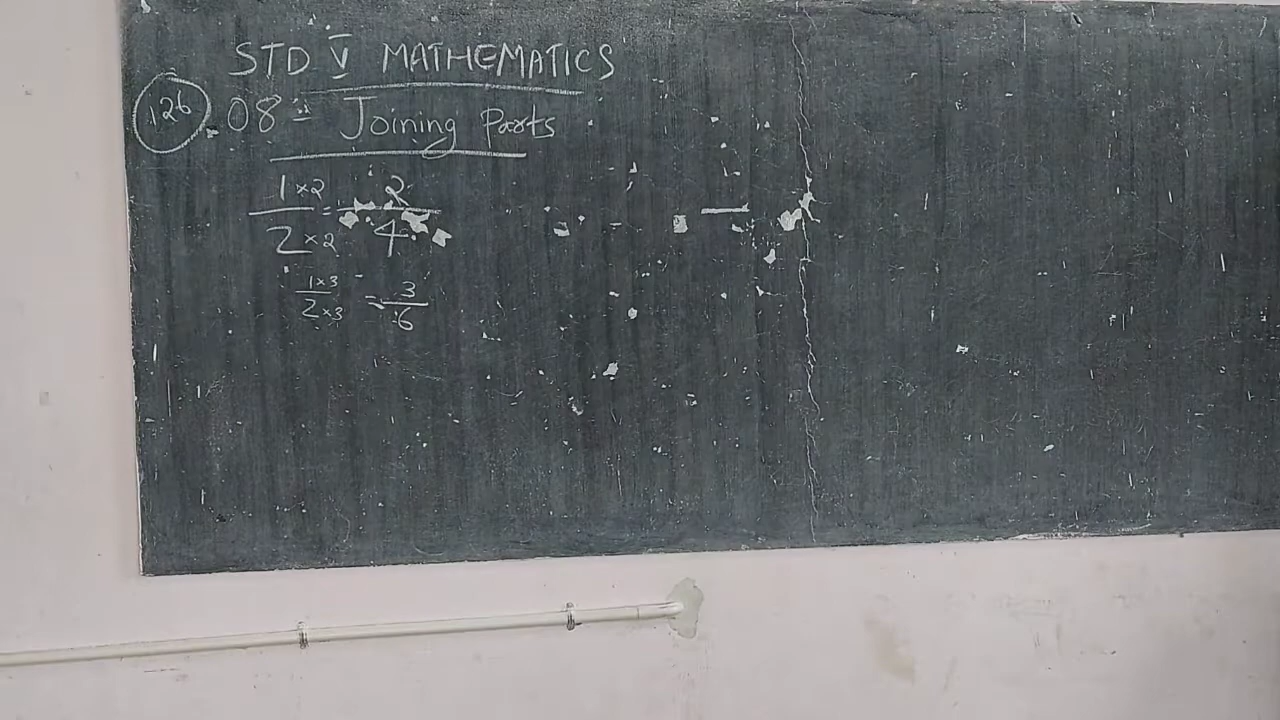 STD V MATHEMATICS
126 08 = Joining Parts
1 × 2 / 2 × 2 = 2 / 4
1 × 3 / 2 × 3 = 3 / 6